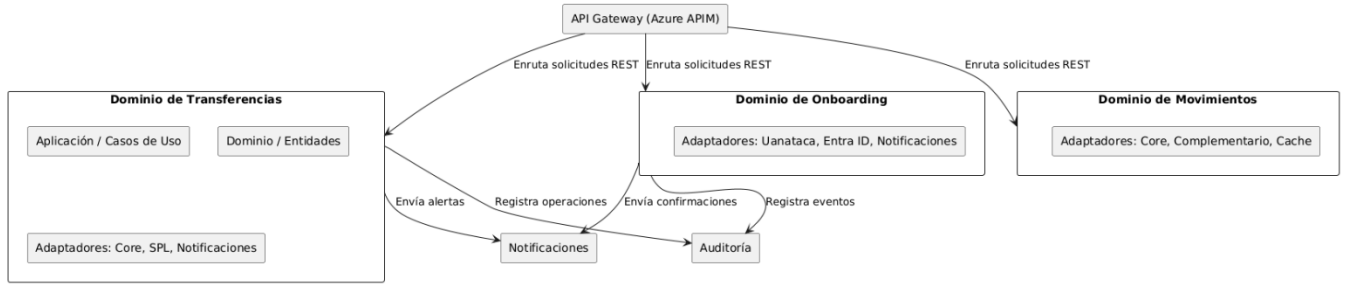 API Gateway (Azure APIM)
Enruta solicitudes REST
Enruta solicitudes REST
Enruta solicitudes REST
Dominio de Transferencias
Aplicación / Casos de Uso
Dominio / Entidades
Adaptadores: Core, SPL, Notificaciones
Dominio de Onboarding
Adaptadores: Uanataca, Entra ID, Notificaciones
Dominio de Movimientos
Adaptadores: Core, Complementario, Cache
Envía alertas
Registra operaciones
Envía confirmaciones
Registra eventos
Notificaciones
Auditoría